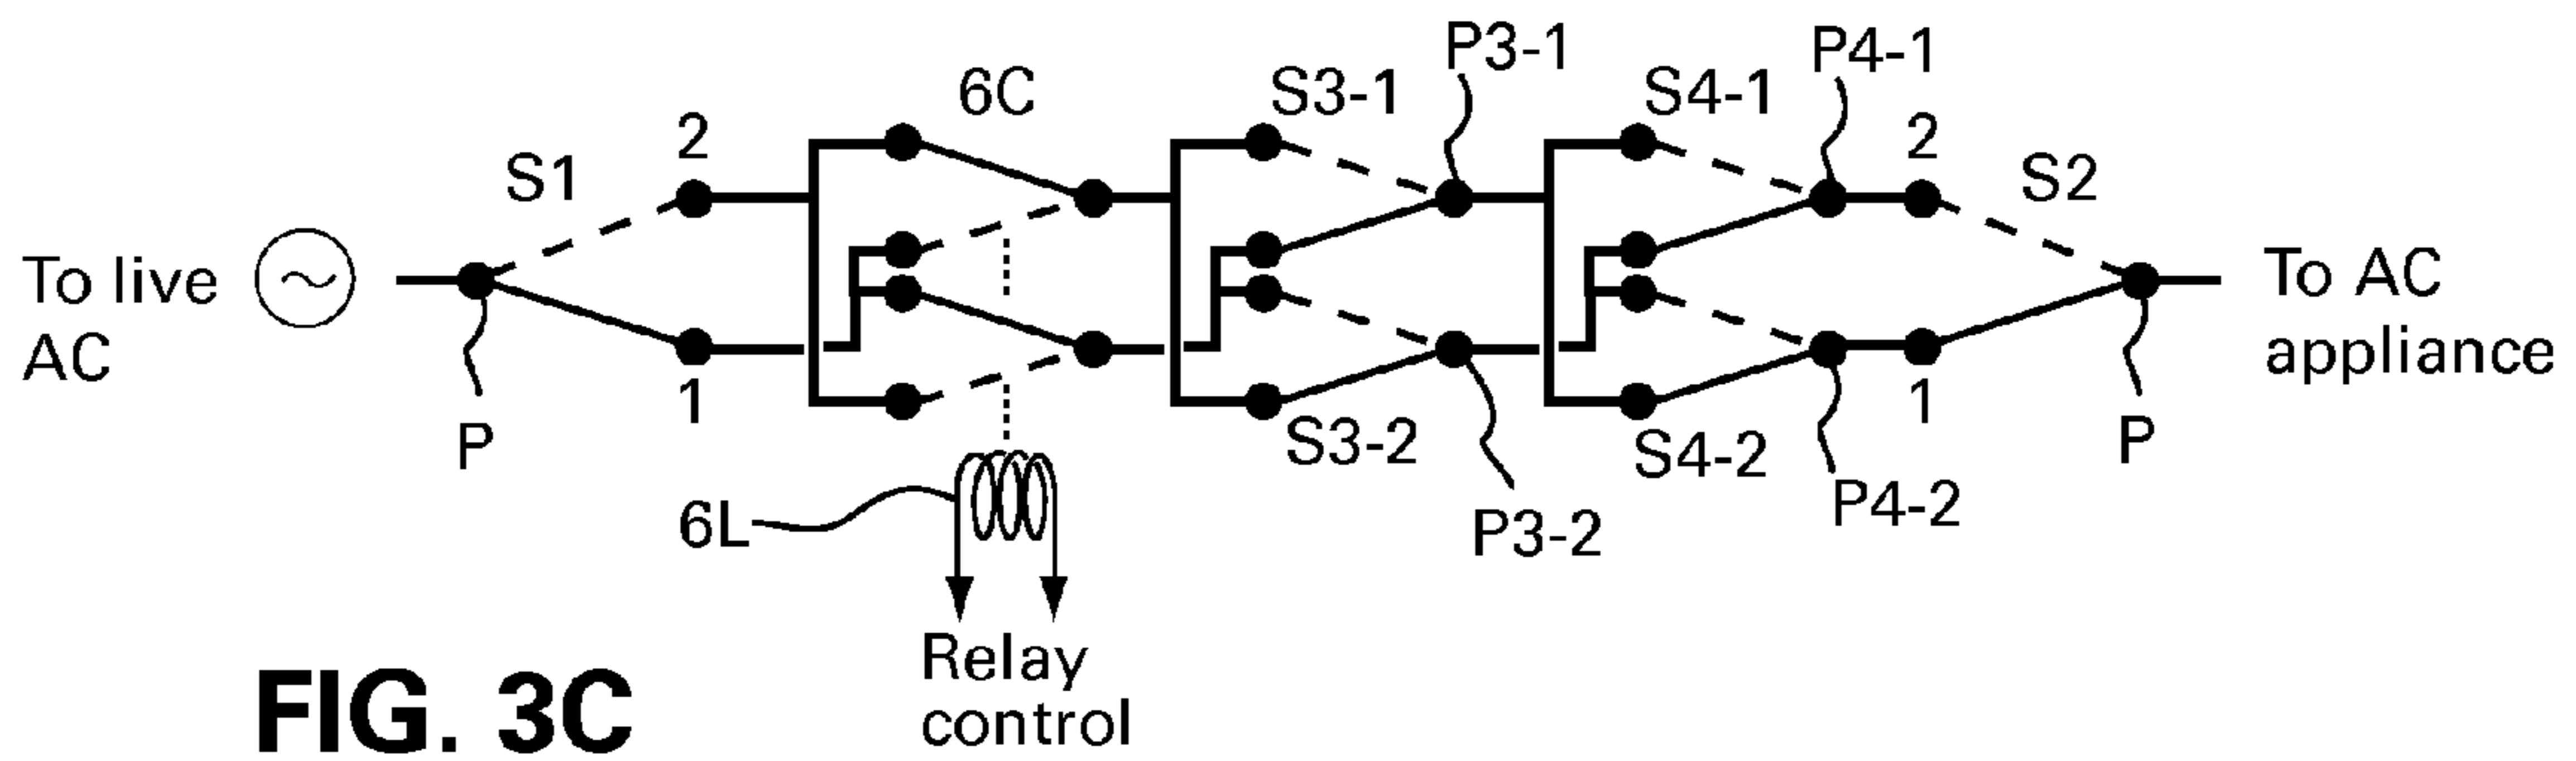 P3-1
P4-1
6C
S3-1
S4-1
2
2
S1
S2
To live
AC
To AC
appliance
1
1
P
P
S3-2
S4-2
6L
P3-2
P4-2
Relay
control
FIG. 3C